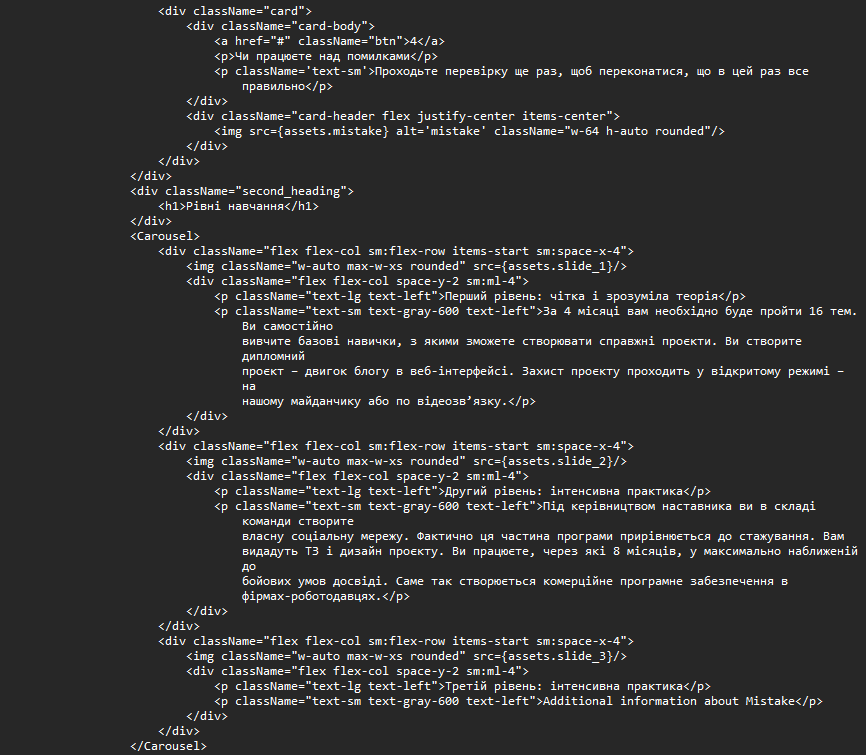 <div className="card">
<div className="card-body">
<a href="#" className="btn">4</a>
<p>Чи працюєте над помилками</p>
<p className='text-sm'>Проходьте перевірку ще раз, щоб переконатися, що в цей раз все
правильно</p>
</div>
<div className="card-header flex justify-center items-center">
<img src={assets.mistake} alt='mistake' className="w-64 h-auto rounded"/>
</div>
</div>
</div>
<div className="second_heading">
<h1>Рівні навчання</h1>
</div>
<Carousel>
<div className="flex flex-col sm:flex-row items-start sm:space-x-4">
<img className="w-auto max-w-xs rounded" src={assets.slide_1}/>
<div className="flex flex-col space-y-2 sm:ml-4">
<p className="text-lg text-left">Перший рівень: чітка і зрозуміла теорія</p>
<p className="text-sm text-gray-600 text-left">За 4 місяці вам необхідно буде пройти 16 тем.
Ви самостійно
вивчите базові навички, з якими зможете створювати справжні проєкти. Ви створите
дипломний
проєкт – двигок блогу в веб-інтерфейсі. Захист проєкту проходить у відкритому режимі –
на
нашому майданчику або по відеозв’язку.</p>
</div>
</div>
<div className="flex flex-col sm:flex-row items-start sm:space-x-4">
<img className="w-auto max-w-xs rounded" src={assets.slide_2}/>
<div className="flex flex-col space-y-2 sm:ml-4">
<p className="text-lg text-left">Другий рівень: інтенсивна практика</p>
<p className="text-sm text-gray-600 text-left">Під керівництвом наставника ви в складі
команди створите
власну соціальну мережу. Фактично ця частина програми прирівнюється до стажування. Вам
видадуть ТЗ і дизайн проєкту. Ви працюєте, через які 8 місяців, у максимально наближеній
до
бойових умов досвіді. Саме так створюється комерційне програмне забезпечення в
фірмах-роботодавцях.</p>
</div>
</div>
<div className="flex flex-col sm:flex-row items-start sm:space-x-4">
<img className="w-auto max-w-xs rounded" src={assets.slide_3}/>
<div className="flex flex-col space-y-2 sm:ml-4">
<p className="text-lg text-left">Третій рівень: інтенсивна практика</p>
<p className="text-sm text-gray-600 text-left">Additional information about Mistake</p>
</div>
</div>
</Carousel>